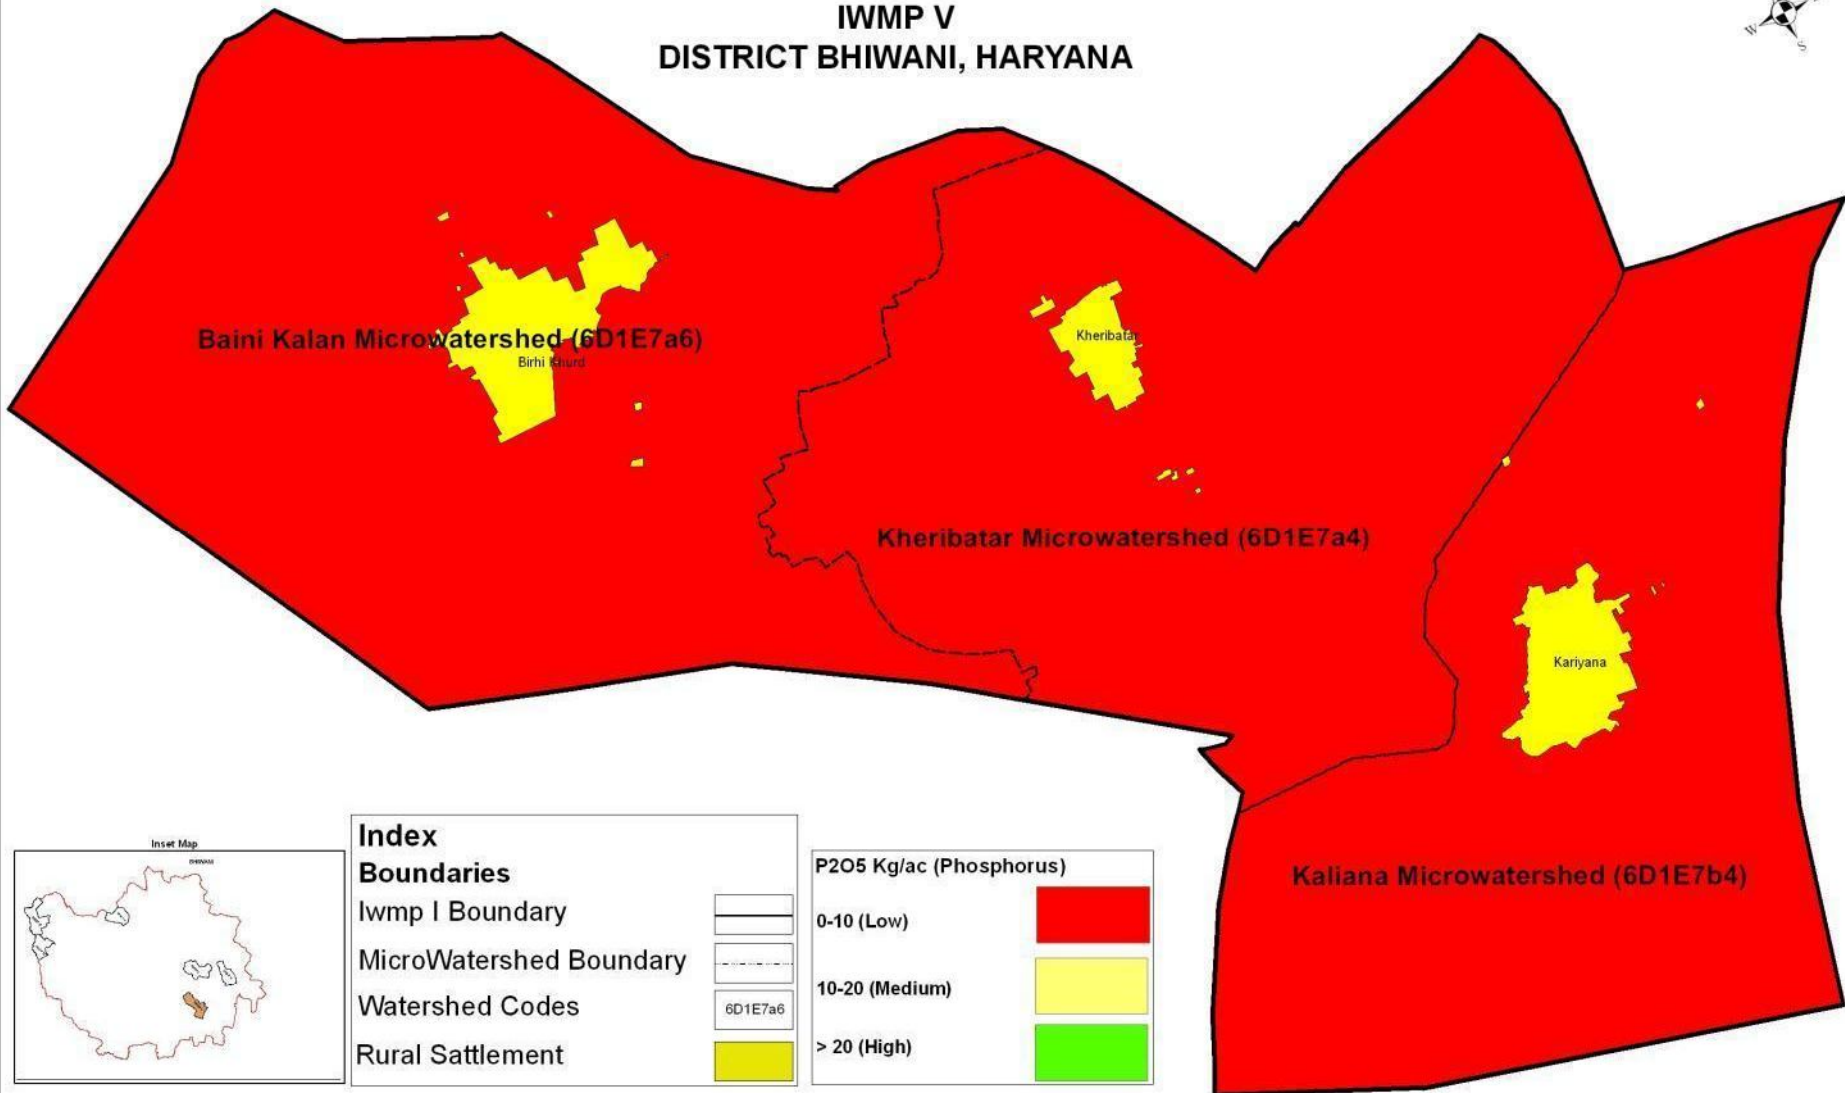 IWMP V
DISTRICT BHIWANI, HARYANA
W
S
Baini Kalan Microwatershed (6D1E7a6)
Birhi Khurd
Kheribatar
Kheribatar Microwatershed (6D1E7a4)
Kariyana
Kaliana Microwatershed (6D1E7b4)
Inset Map
BHIWANI
Index
Boundaries
Iwmp I Boundary
MicroWatershed Boundary
Watershed Codes
6D1E7a6
Rural Sattlement
P2O5 Kg/ac (Phosphorus)
0-10 (Low)
10-20 (Medium)
> 20 (High)